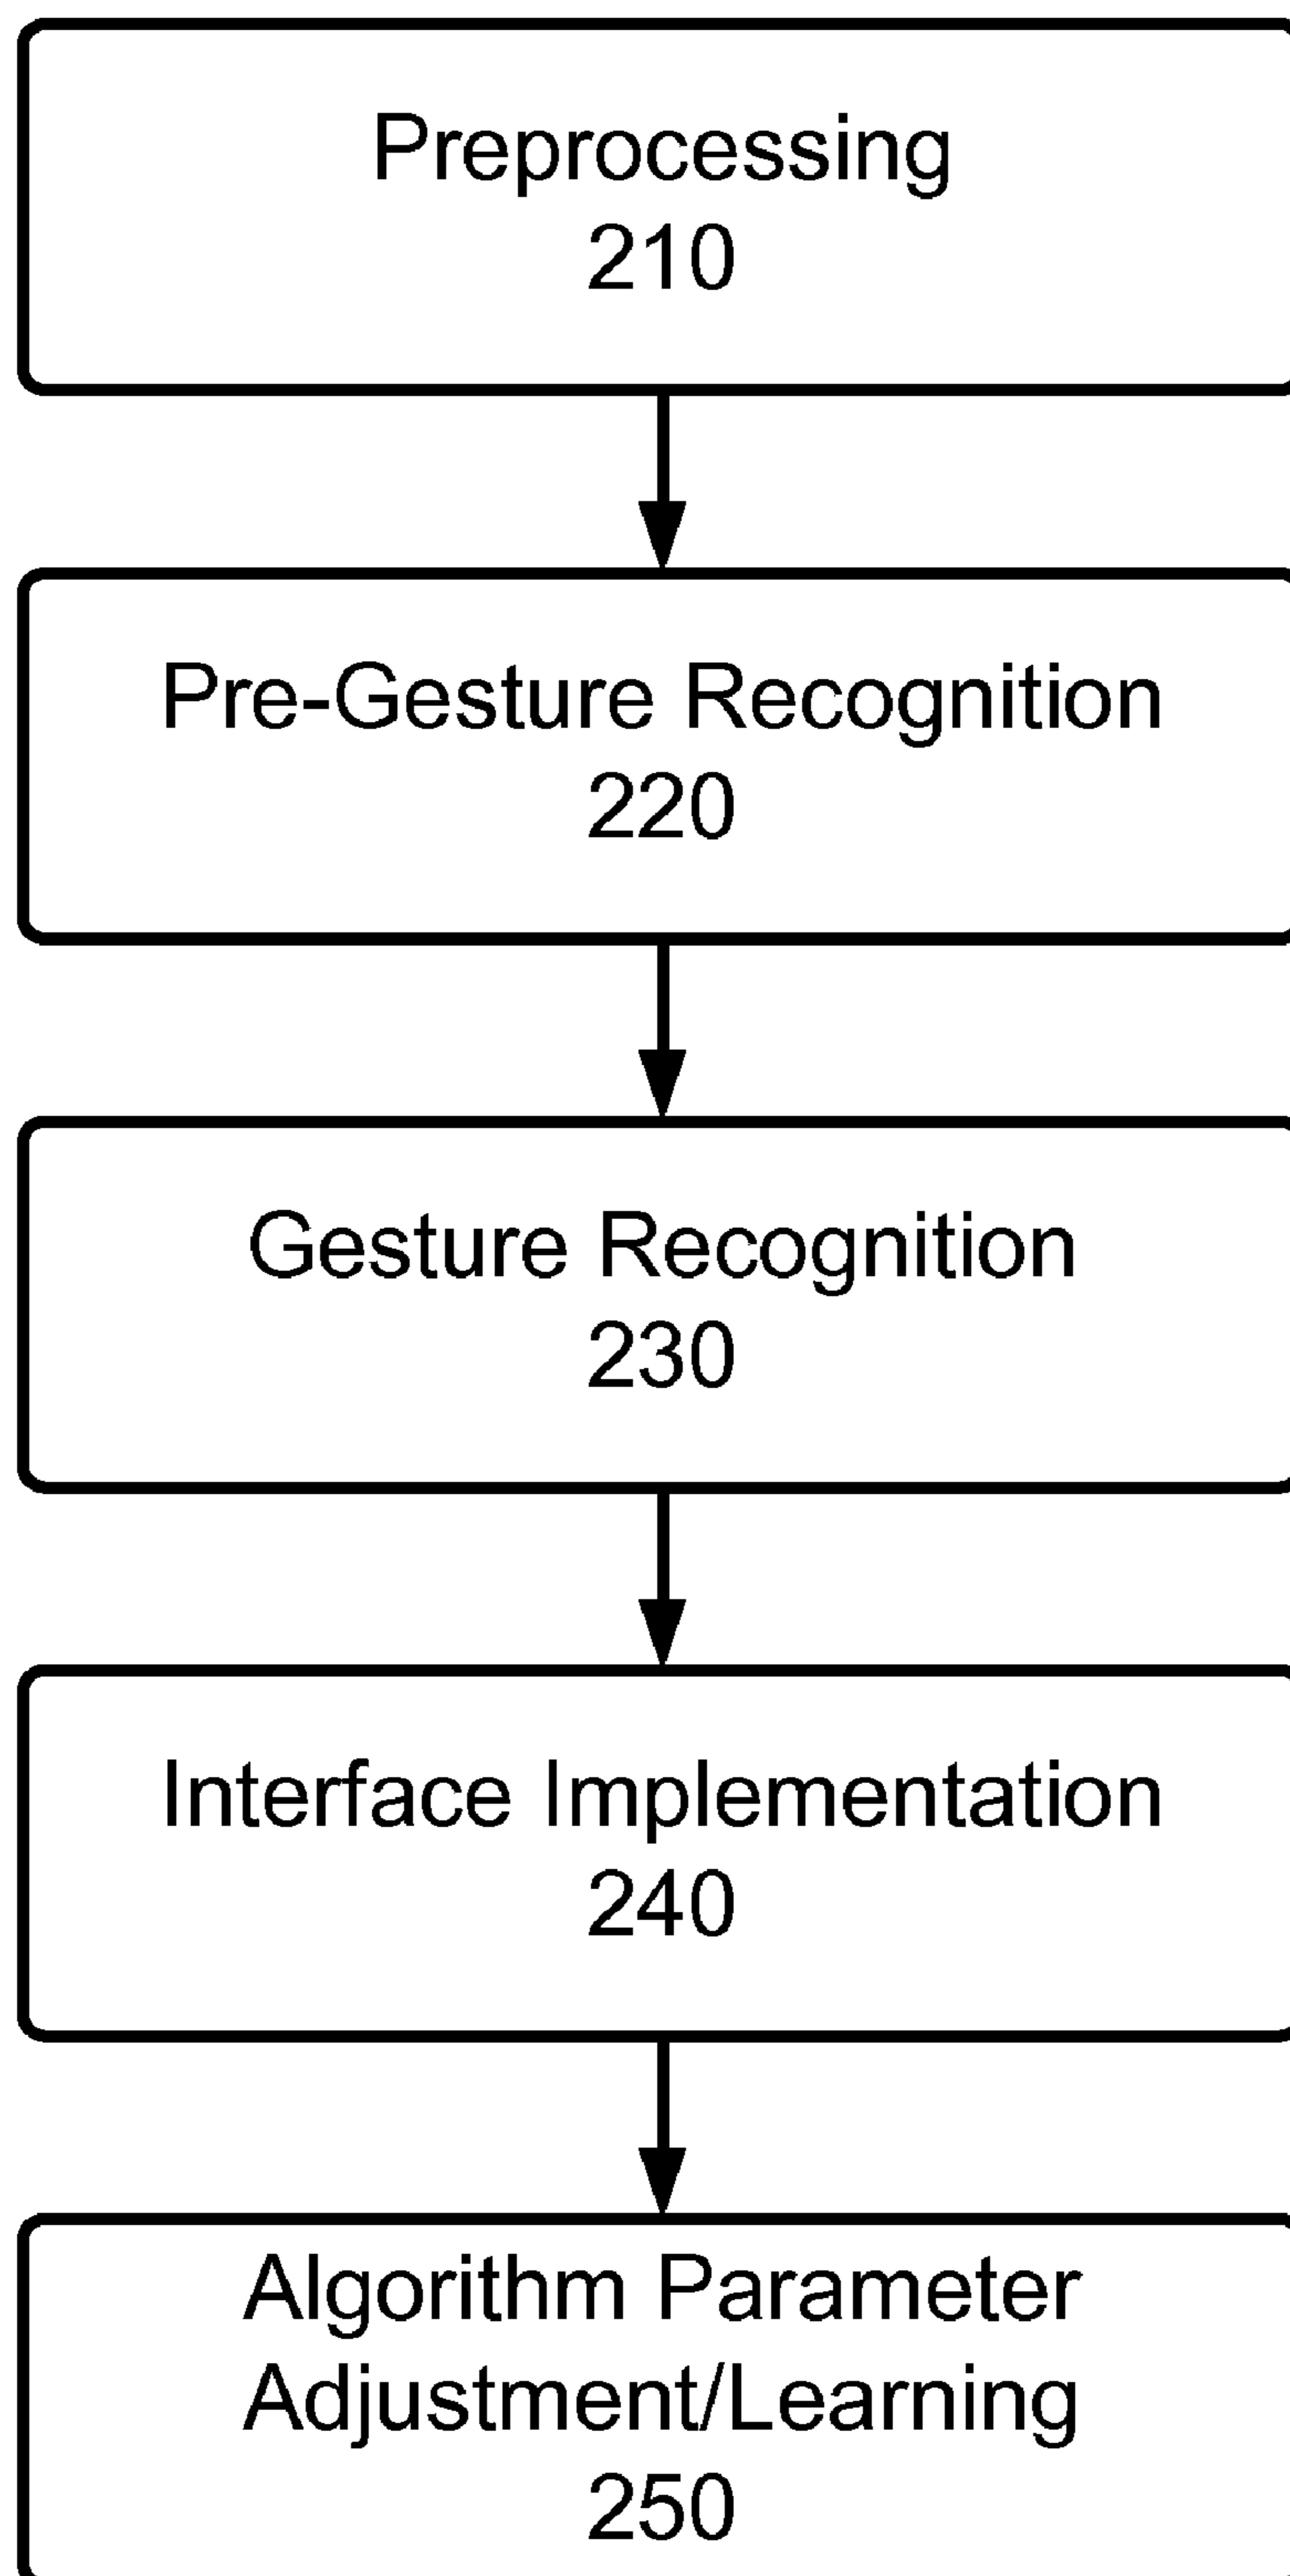 Preprocessing
210
Pre-Gesture Recognition
220
Gesture Recognition
230
Interface Implementation
240
Algorithm Parameter
Adjustment/Learning
250